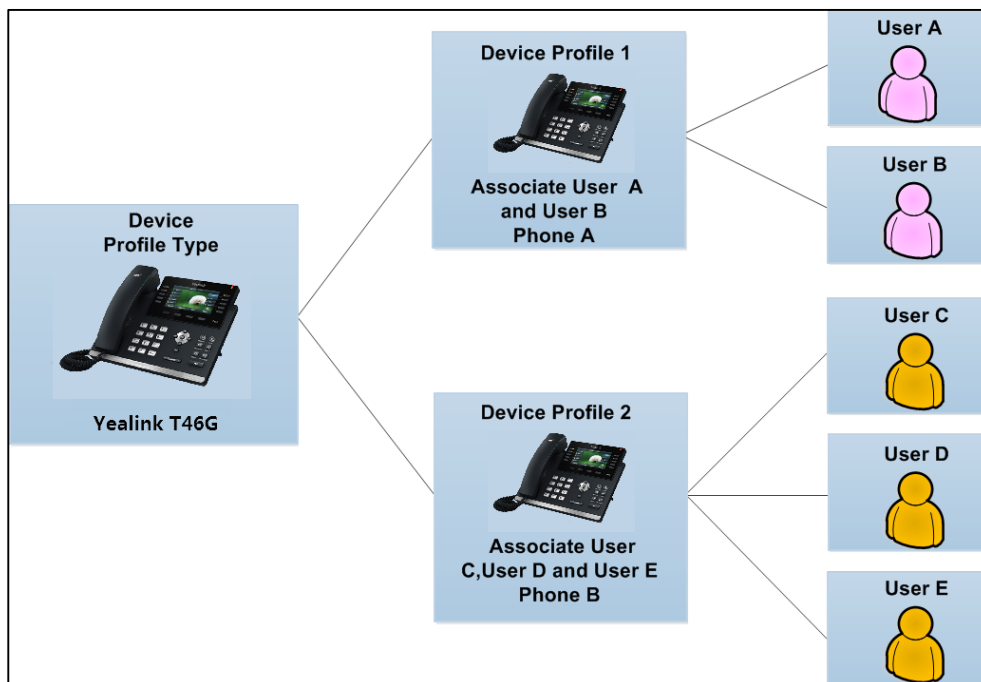 Device
Profile Type
Yealink T46G
Device Profile 1
Associate User A
and User B
Phone A
Device Profile 2
Associate User
C,User D and User E
Phone B
User A
User B
User C
User D
User E